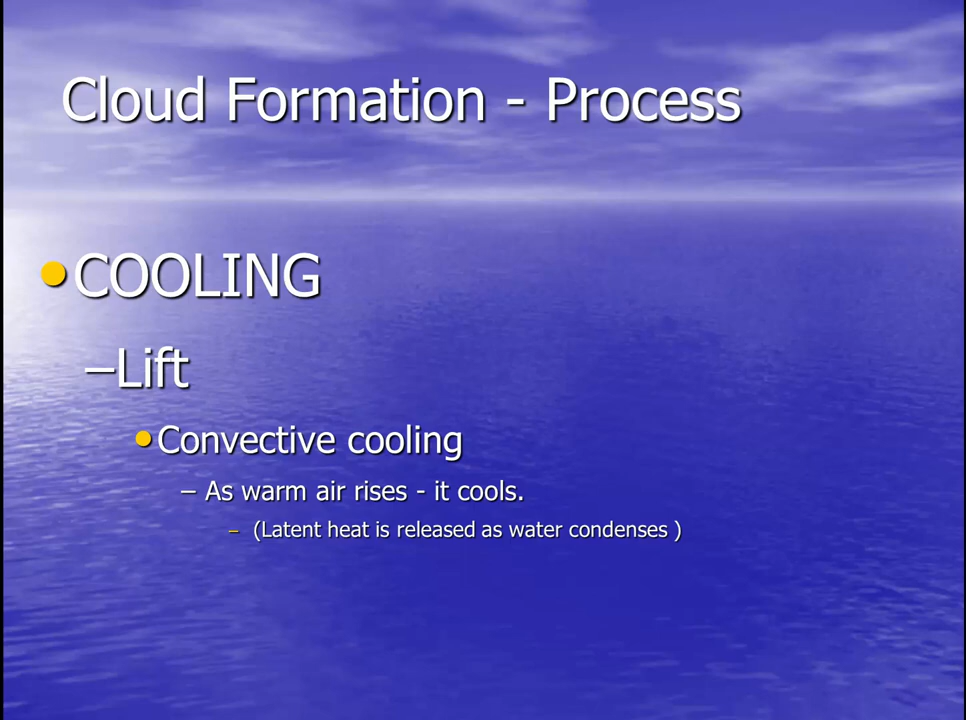 Cloud Formation - Process
•COOLING
–Lift
•Convective cooling
– As warm air rises - it cools.
– (Latent heat is released as water condenses )